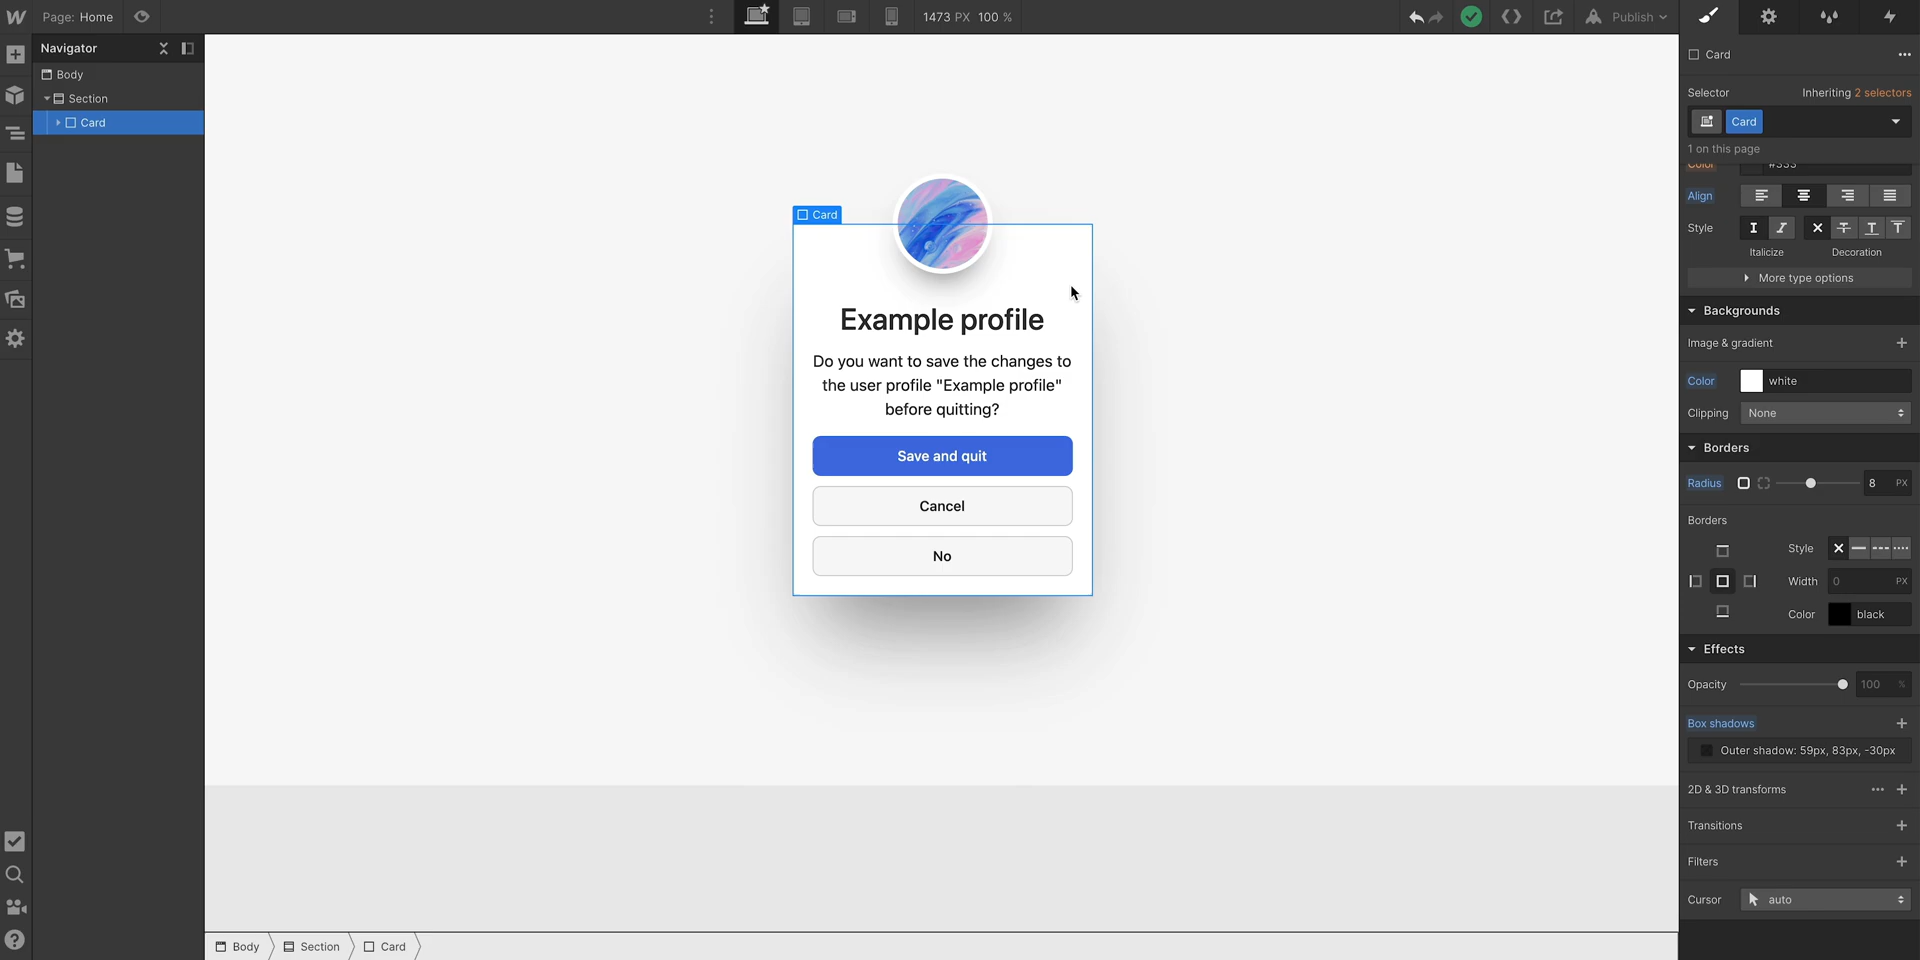 Page: Home
1473 PX 100 %
Publish
Navigator
Body
Section
Card
Card
Example profile
Do you want to save the changes to
the user profile "Example profile"
before quitting?
Save and quit
Cancel
No
Body
Section
Card
Card
Selector Inheriting 2 selectors
Card
1 on this page
Color #333
Align
Style
Italicize Decoration
More type options
Backgrounds
Image & gradient
Color white
Clipping None
Borders
Radius 8 PX
Borders
Style
Width 0 PX
Color black
Effects
Opacity 100 %
Box shadows
Outer shadow: 59px, 83px, -30px
2D & 3D transforms
Transitions
Filters
Cursor auto